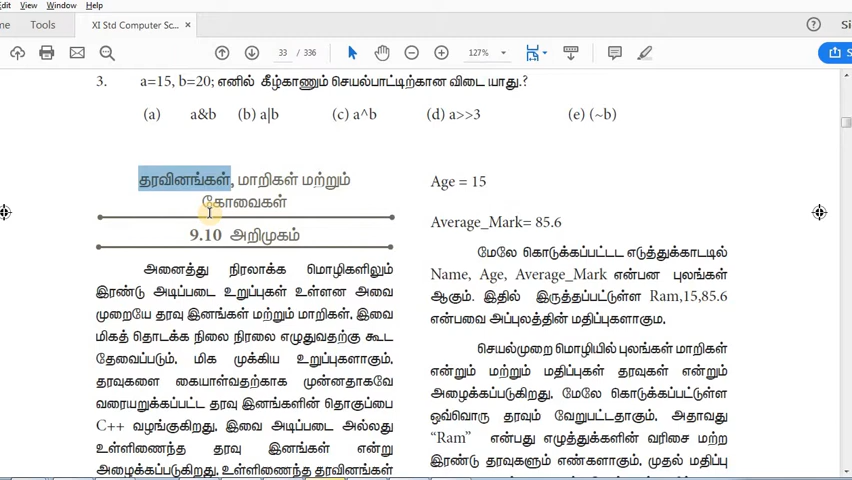 Edit View Window Help
Tools
XI Std Computer Sc... ×
33 / 336
127%
S
3. a=15, b=20; எனில் கீழ்காணும் செயல்பாட்டிற்கான விடை யாது.?
(a) a&b (b) a|b (c) a^b (d) a>>3 (e) (~b)
தரவினங்கள், மாறிகள் மற்றும்
கோவைகள்
9.10 அறிமுகம்
அனைத்து நிரலாக்க மொழிகளிலும்
இரண்டு அடிப்படை உறுப்புகள் உள்ளன அவை
முறையே தரவு இனங்கள் மற்றும் மாறிகள். இவை
மிகத் தொடக்க நிலை நிரலை எழுதுவதற்கு கூட
தேவைப்படும். மிக முக்கிய உறுப்புகளாகும்.
தரவுகளை கையாள்வதற்காக முன்னதாகவே
வரையறுக்கப்பட்ட தரவு இனங்களின் தொகுப்பை
C++ வழங்குகிறது. இவை அடிப்படை அல்லது
உள்ளிணைந்த தரவு இனங்கள் என்று
அழைக்கப்படுகிறது. உள்ளிணைந்த தரவினங்கள்
Age = 15
Average_Mark= 85.6
மேலே கொடுக்கப்பட்டட எடுத்துக்காடடில்
Name, Age, Average_Mark என்பன புலங்கள்
ஆகும். இதில் இருத்தப்பட்டுள்ள Ram,15,85.6
என்பவை அப்புலத்தின் மதிப்புகளாகும.
செயல்முறை மொழியில் புலங்கள் மாறிகள்
என்றும் மற்றும் மதிப்புகள் தரவுகள் என்றும்
அழைக்கப்படுகிறது. மேலே கொடுக்கப்பட்டுள்ள
ஒவ்வொரு தரவும் வேறுபட்டதாகும். அதாவது
“Ram” என்பது எழுத்துக்களின் வரிசை மற்ற
இரண்டு தரவுகளும் எண்களாகும். முதல் மதிப்பு